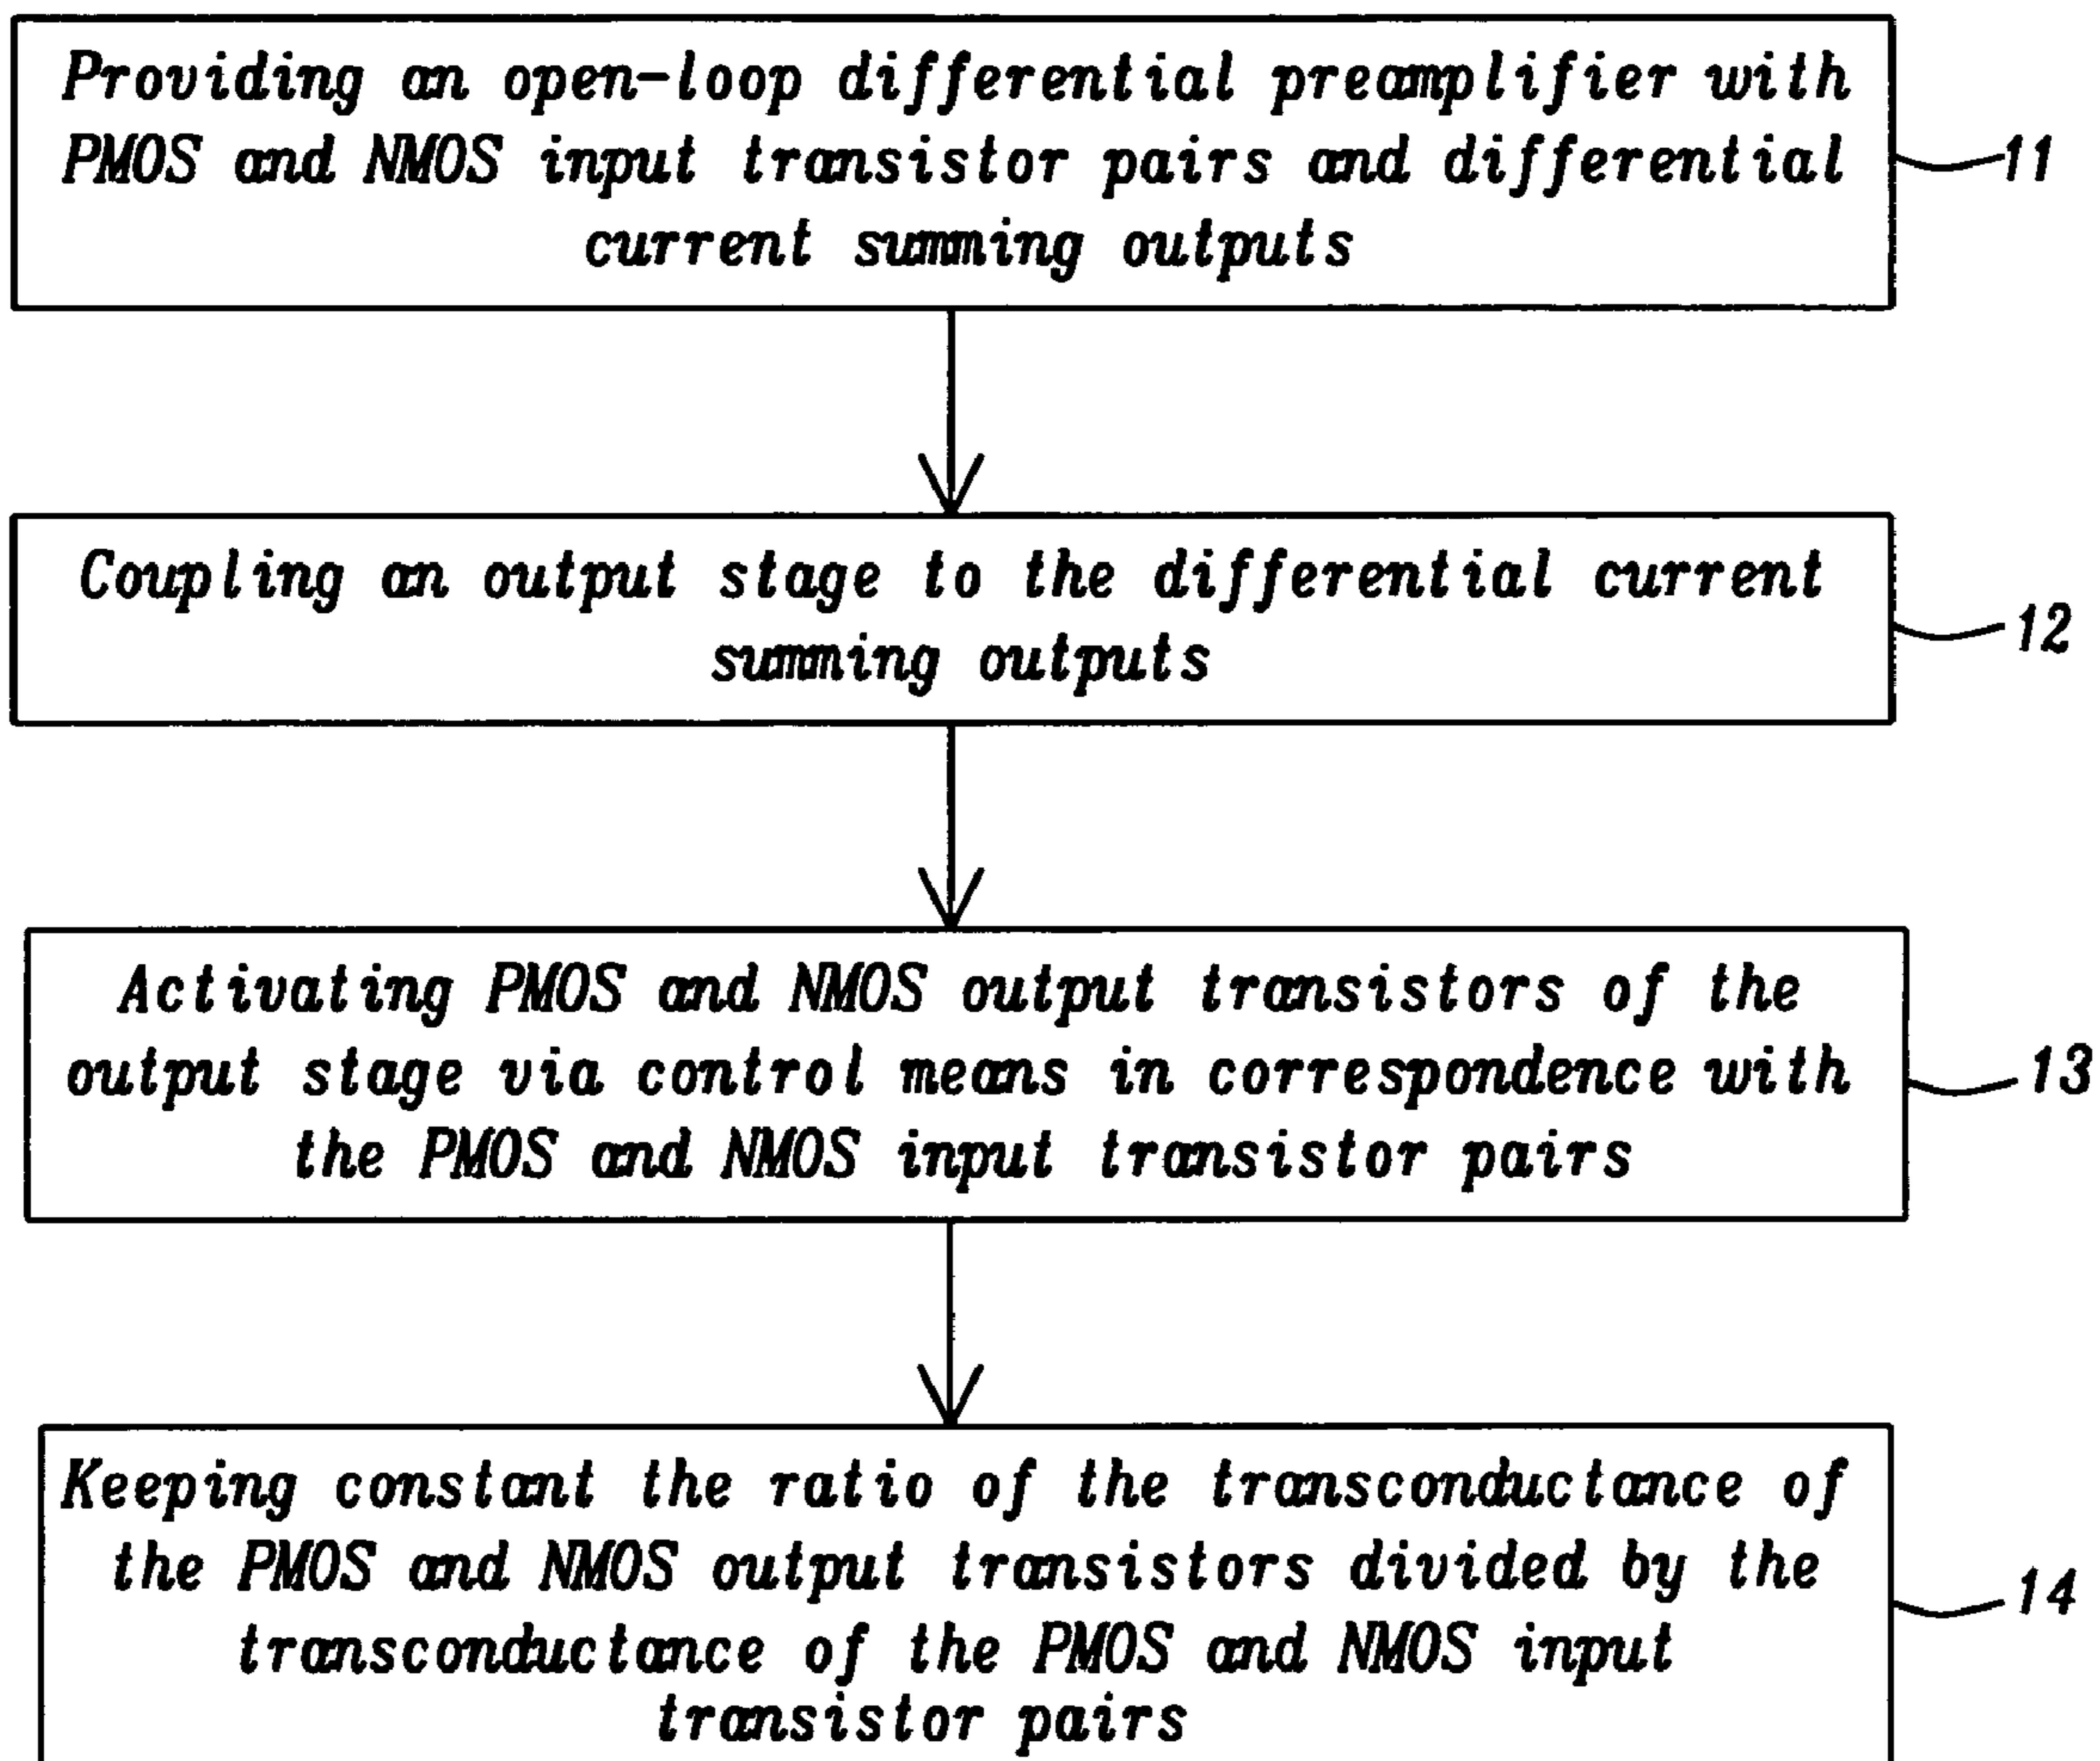 Providing an open-loop differential preamplifier with
PMOS and NMOS input transistor pairs and differential
current summing outputs
11
Coupling an output stage to the differential current
summing outputs
12
Activating PMOS and NMOS output transistors of the
output stage via control means in correspondence with
the PMOS and NMOS input transistor pairs
13
Keeping constant the ratio of the transconductance of
the PMOS and NMOS output transistors divided by the
transconductance of the PMOS and NMOS input
transistor pairs
14